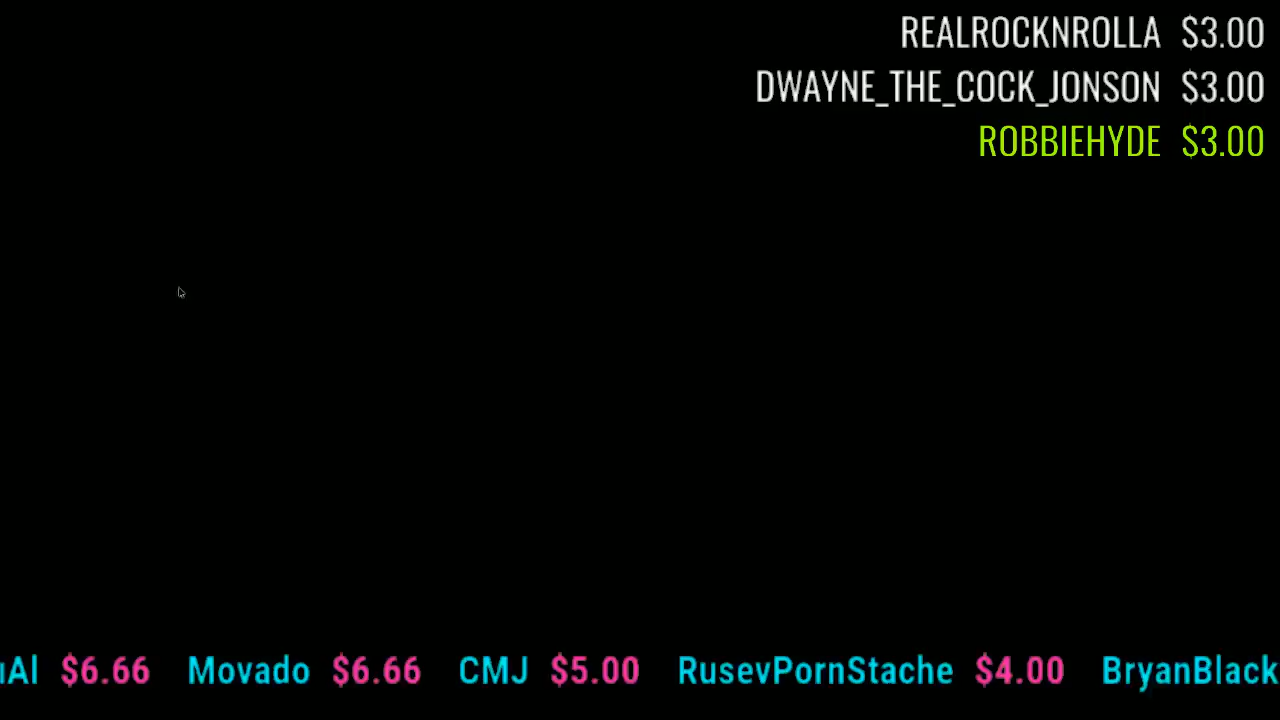 REALROCKNROLLA $3.00
DWAYNE_THE_COCK_JONSON $3.00
ROBBIEHYDE $3.00
$6.66 Movado $6.66 CMJ $5.00 RusevPornStache $4.00 BryanBlack